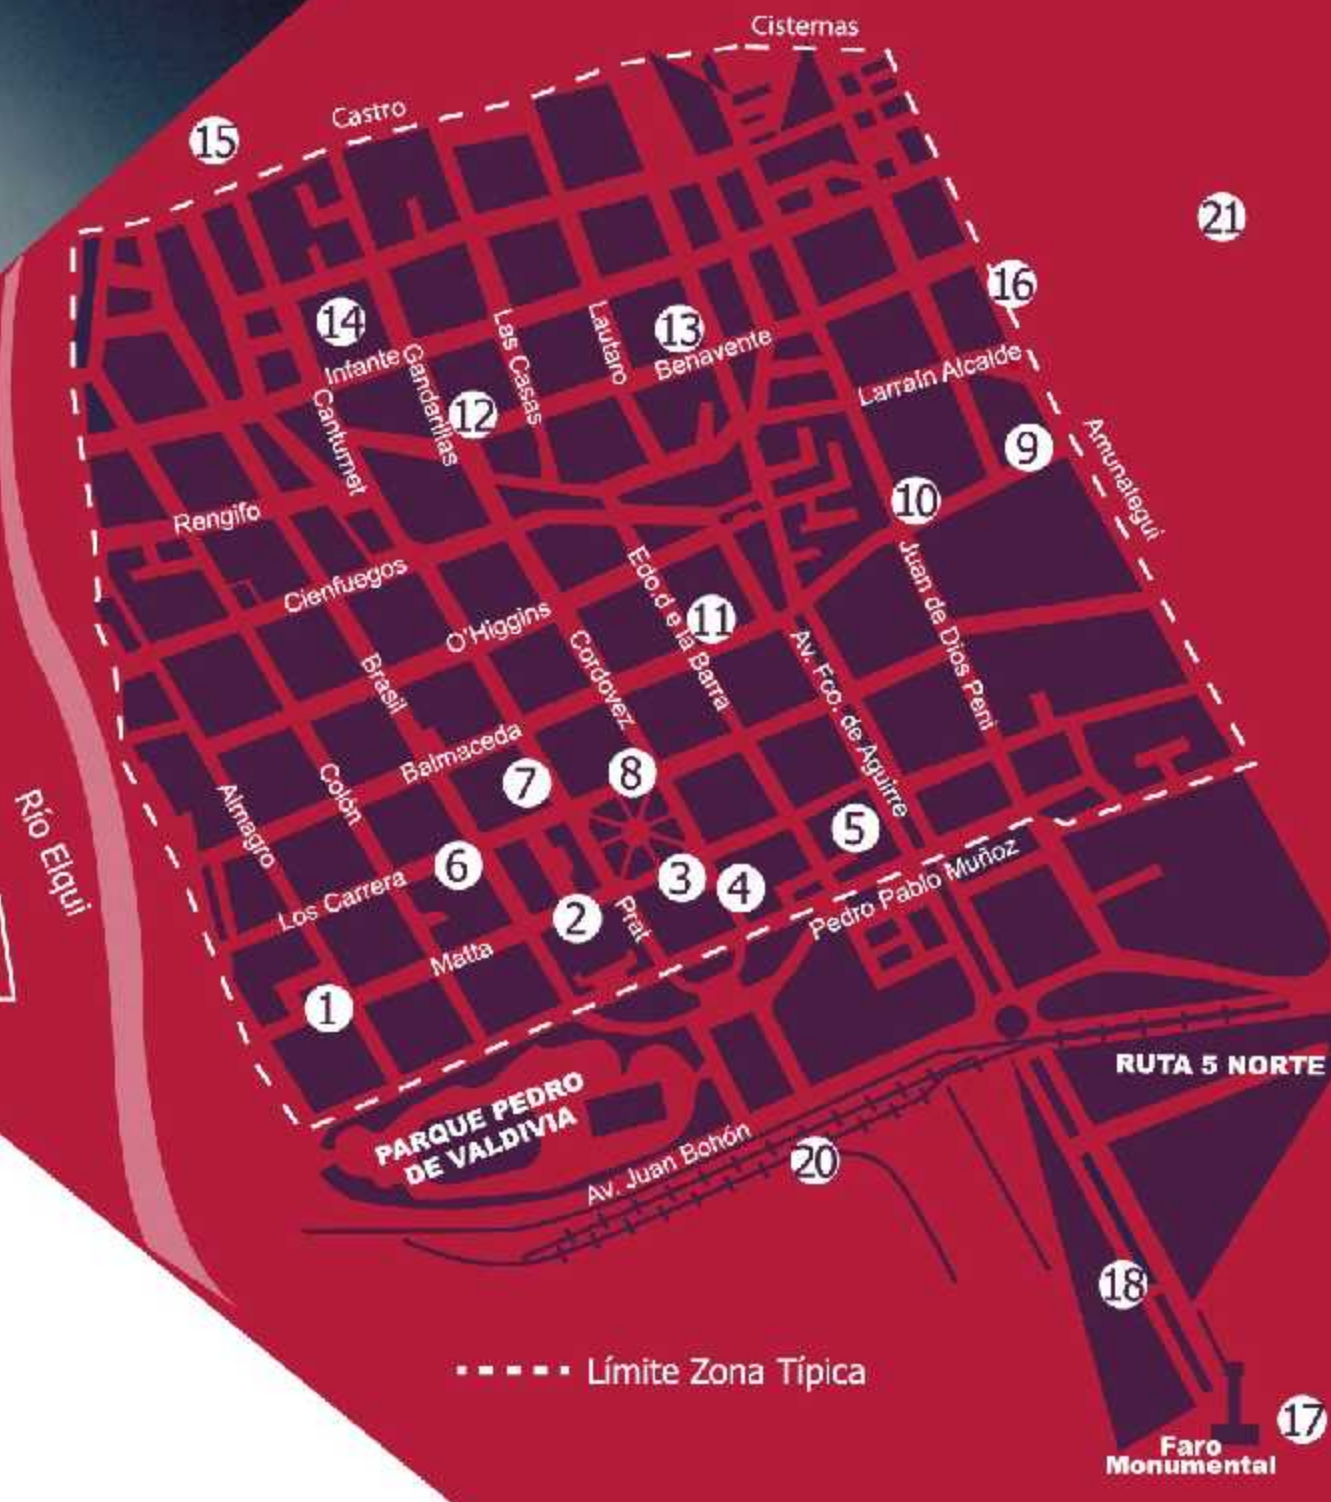 Cisternas
Castro
15
21
16
14
13
Infante
Gandarillas
Las Casas
Lautaro
Benavente
Larraín Alcalde
Cantumet
12
9
Amunategui
10
Rengifo
Cienfuegos
O'Higgins
Edo.d e la Barra
11
Juan de Dios Peni
Brasil
Cordovez
Av. Fco. de Aguirre
Balmaceda
7
8
Colón
Almagro
Río Elqui
5
6
3
4
Los Carrera
2
Prat
Pedro Pablo Muñoz
Matta
1
RUTA 5 NORTE
PARQUE PEDRO
DE VALDIVIA
Av. Juan Bohón
20
18
Límite Zona Típica
17
Faro
Monumental